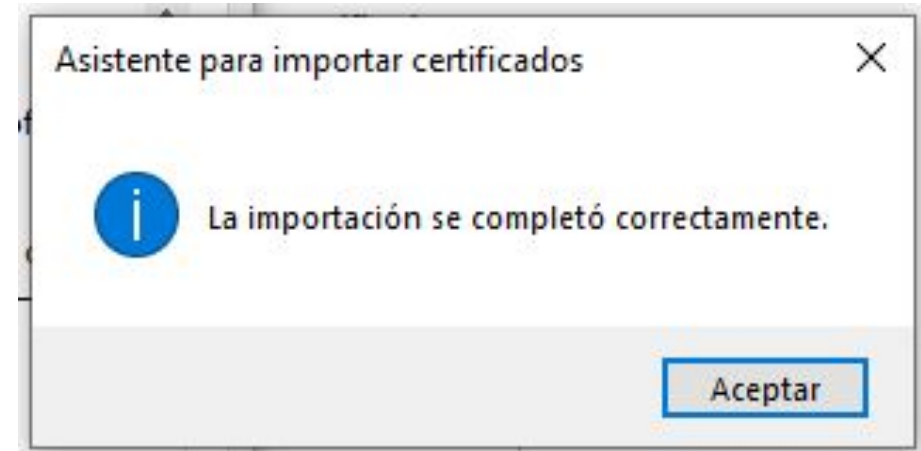 Asistente para importar certificados
La importación se completó correctamente.
Aceptar